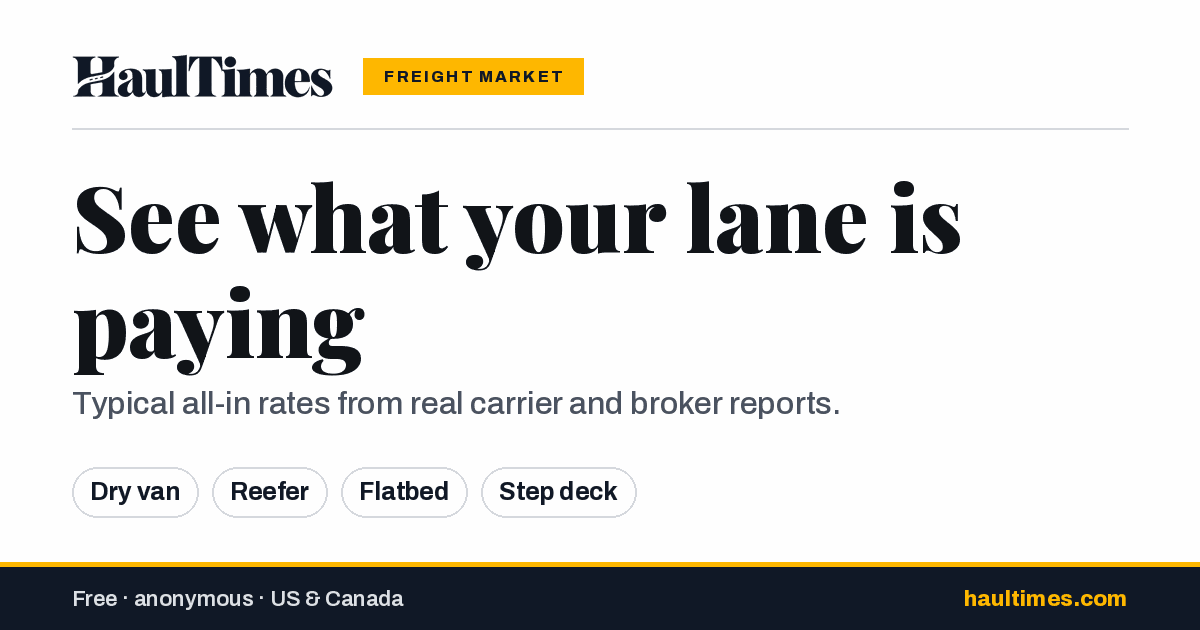 HaulTimes
FREIGHT MARKET
See what your lane is
paying
Typical all-in rates from real carrier and broker reports.
Dry van
Reefer
Flatbed
Step deck
Free · anonymous · US & Canada
haultimes.com